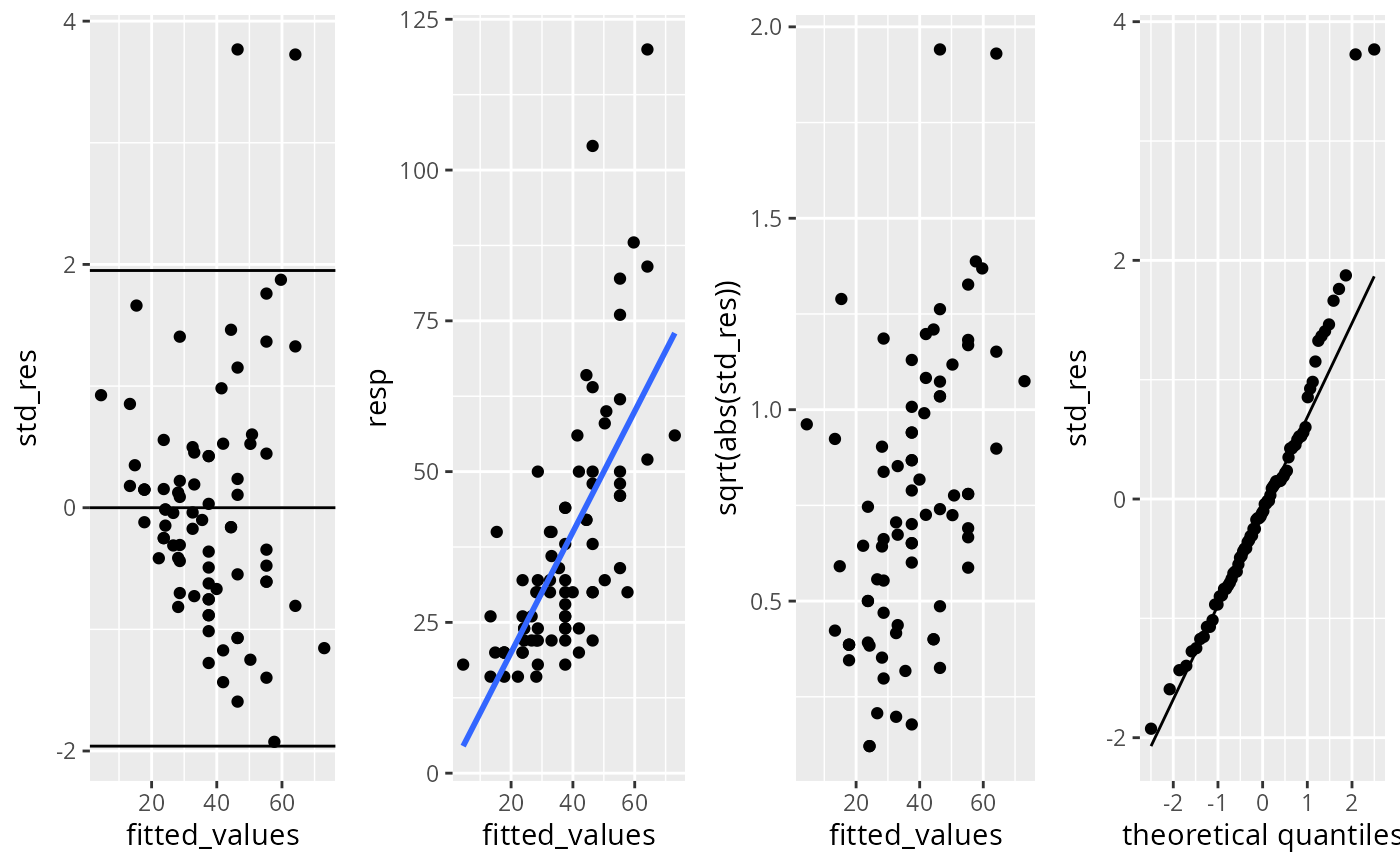 4
2
0
-2
20 40 60
fitted_values
std_res
125
100
75
50
25
0
20 40 60
fitted_values
resp
2.0
1.5
1.0
0.5
20 40 60
fitted_values
sqrt(abs(std_res))
4
2
0
-2
-2 -1 0 1 2
theoretical quantiles
std_res